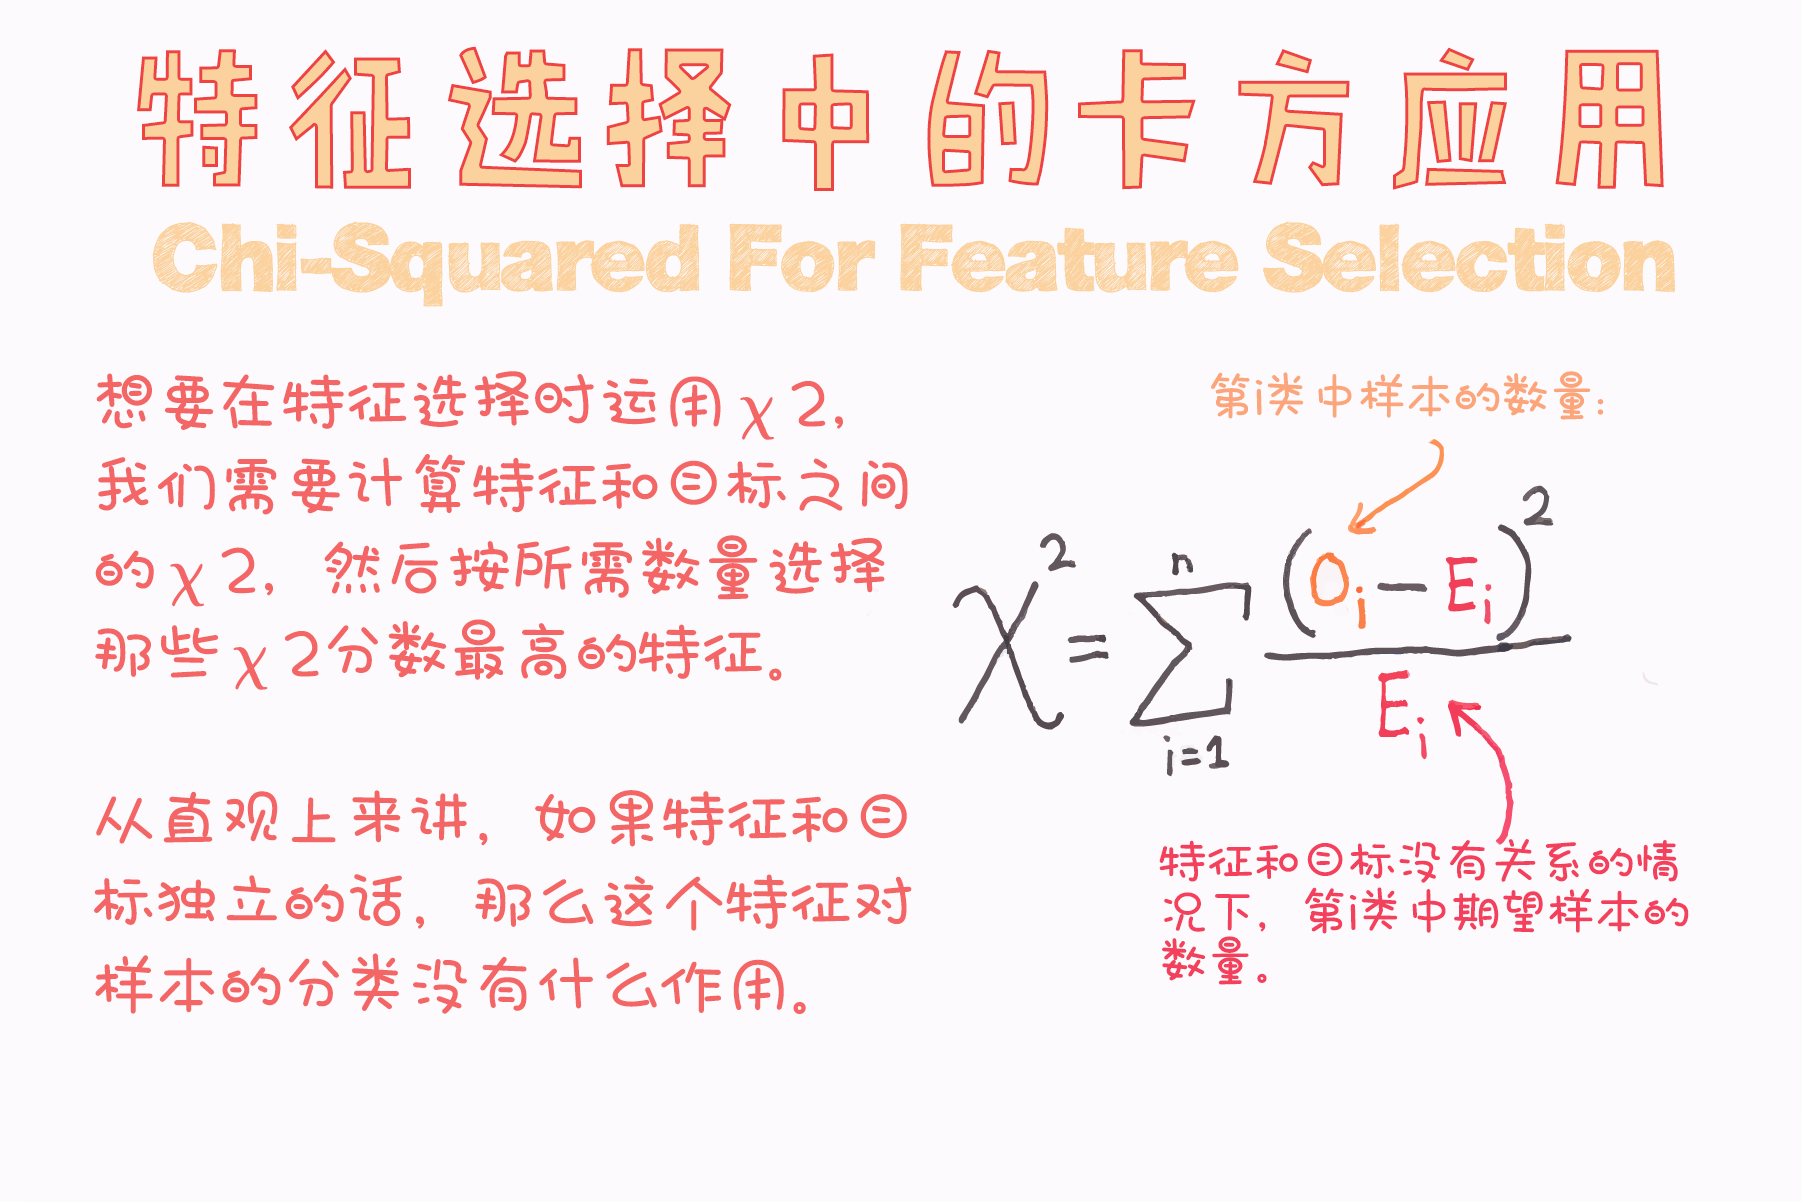 特征选择中的卡方应用
Chi-Squared For Feature Selection
想要在特征选择时运用χ2,
我们需要计算特征和目标之间
的χ2, 然后按所需数量选择
那些χ2分数最高的特征。
从直观上来讲, 如果特征和目
标独立的话, 那么这个特征对
样本的分类没有什么作用。
第i类中样本的数量:
χ² = Σ (Oi − Ei)² / Ei
n
i=1
特征和目标没有关系的情
况下, 第i类中期望样本的
数量。